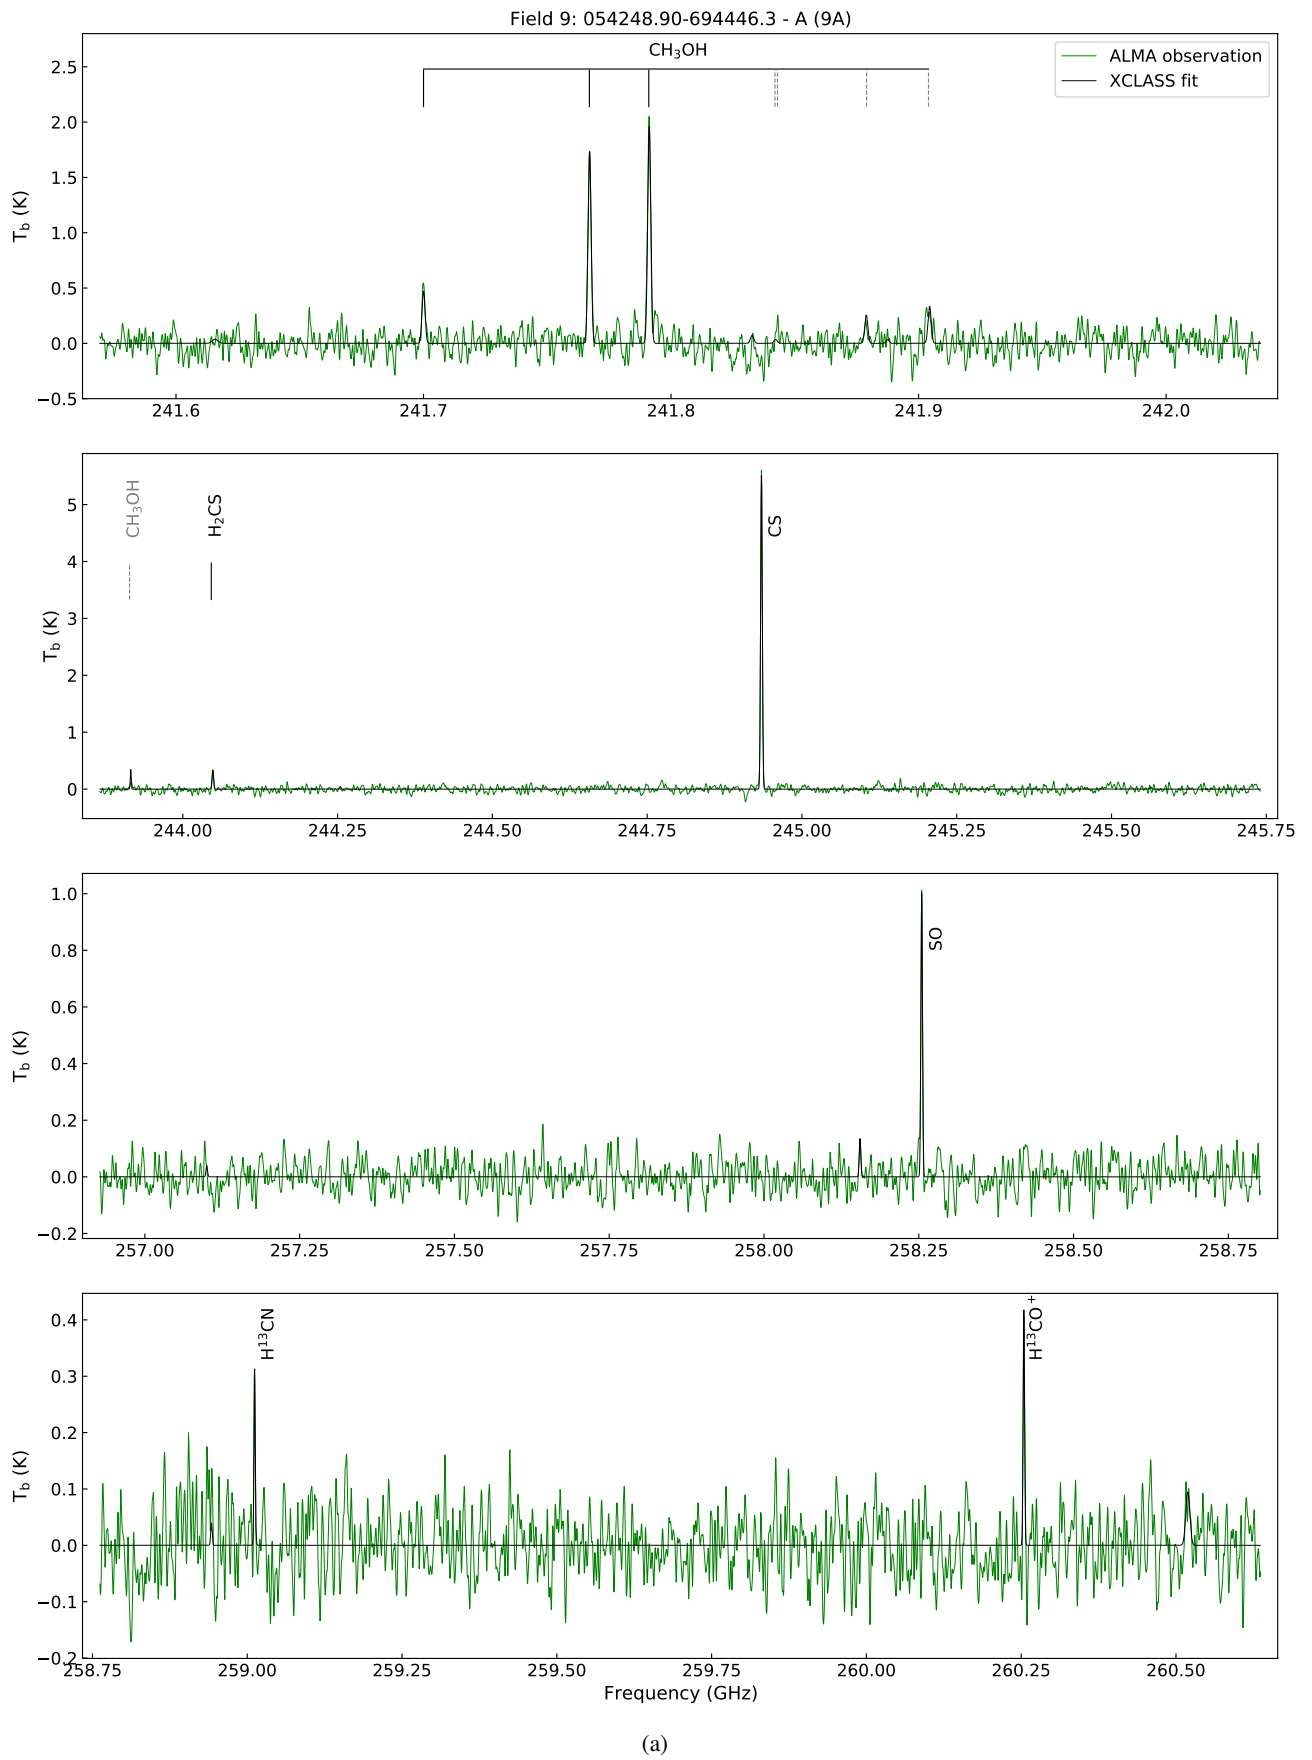 Field 9: 054248.90-694446.3 - A (9A)
CH₃OH
ALMA observation
XCLASS fit
T_b (K)
2.5
2.0
1.5
1.0
0.5
0.0
−0.5
241.6 241.7 241.8 241.9 242.0
CH₃OH
H₂CS
CS
T_b (K)
5
4
3
2
1
0
244.00 244.25 244.50 244.75 245.00 245.25 245.50 245.75
SO
T_b (K)
1.0
0.8
0.6
0.4
0.2
0.0
−0.2
257.00 257.25 257.50 257.75 258.00 258.25 258.50 258.75
H¹³CN
H¹³CO⁺
T_b (K)
0.4
0.3
0.2
0.1
0.0
−0.1
−0.2
258.75 259.00 259.25 259.50 259.75 260.00 260.25 260.50
Frequency (GHz)
(a)